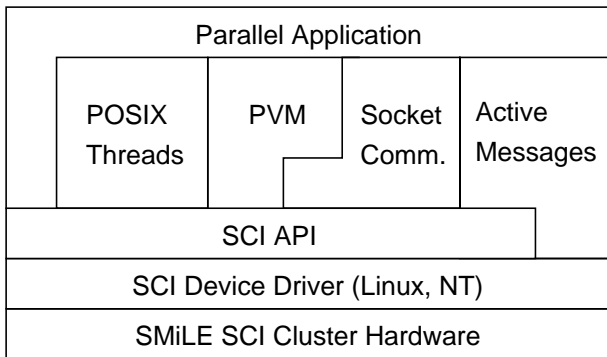 Parallel Application
POSIX
Threads
PVM
Socket
Comm.
Active
Messages
SCI API
SCI Device Driver (Linux, NT)
SMiLE SCI Cluster Hardware